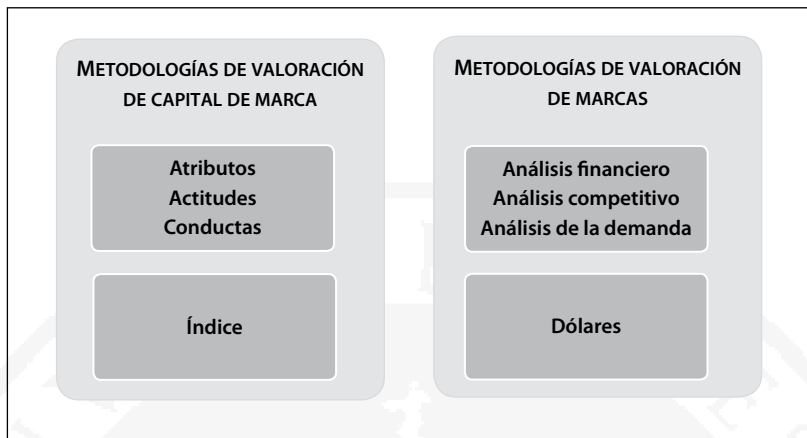 METODOLOGÍAS DE VALORACIÓN
DE CAPITAL DE MARCA
Atributos
Actitudes
Conductas
Índice
METODOLOGÍAS DE VALORACIÓN
DE MARCAS
Análisis financiero
Análisis competitivo
Análisis de la demanda
Dólares